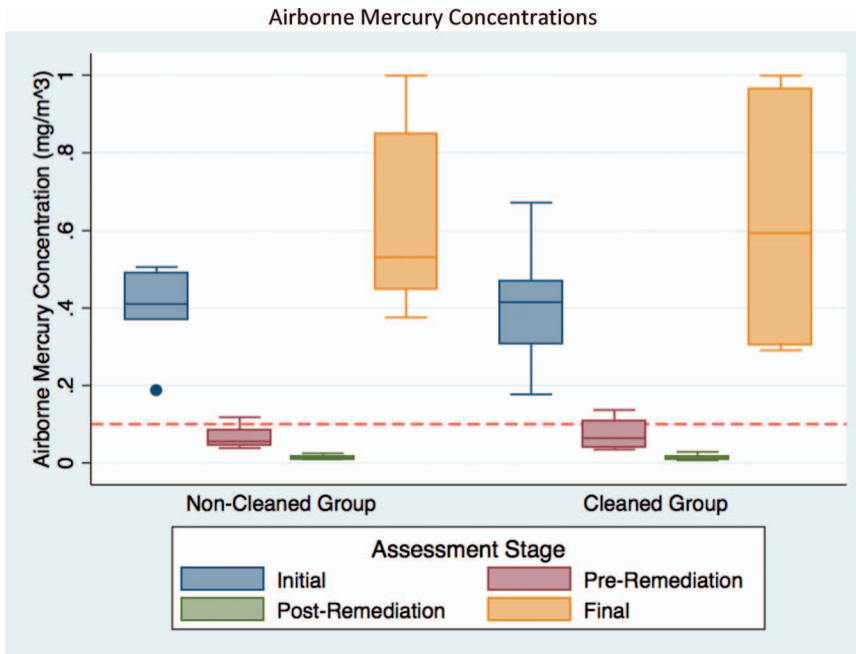 Airborne Mercury Concentrations
Airborne Mercury Concentration (mg/m^3)
1
.8
.6
.4
.2
0
Non-Cleaned Group Cleaned Group
Assessment Stage
Initial Pre-Remediation
Post-Remediation Final